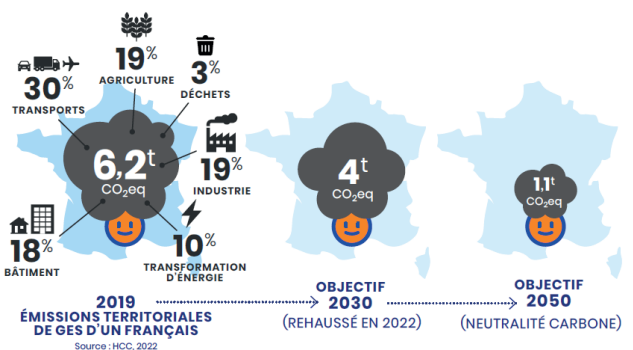 19%
AGRICULTURE
3%
DÉCHETS
30%
TRANSPORTS
6,2t
CO₂eq
19%
INDUSTRIE
18%
BÂTIMENT
10%
TRANSFORMATION
D'ÉNERGIE
2019
ÉMISSIONS TERRITORIALES
DE GES D'UN FRANÇAIS
Source : HCC, 2022
4t
CO₂eq
OBJECTIF
2030
(REHAUSSÉ EN 2022)
1,1t
CO₂eq
OBJECTIF
2050
(NEUTRALITÉ CARBONE)